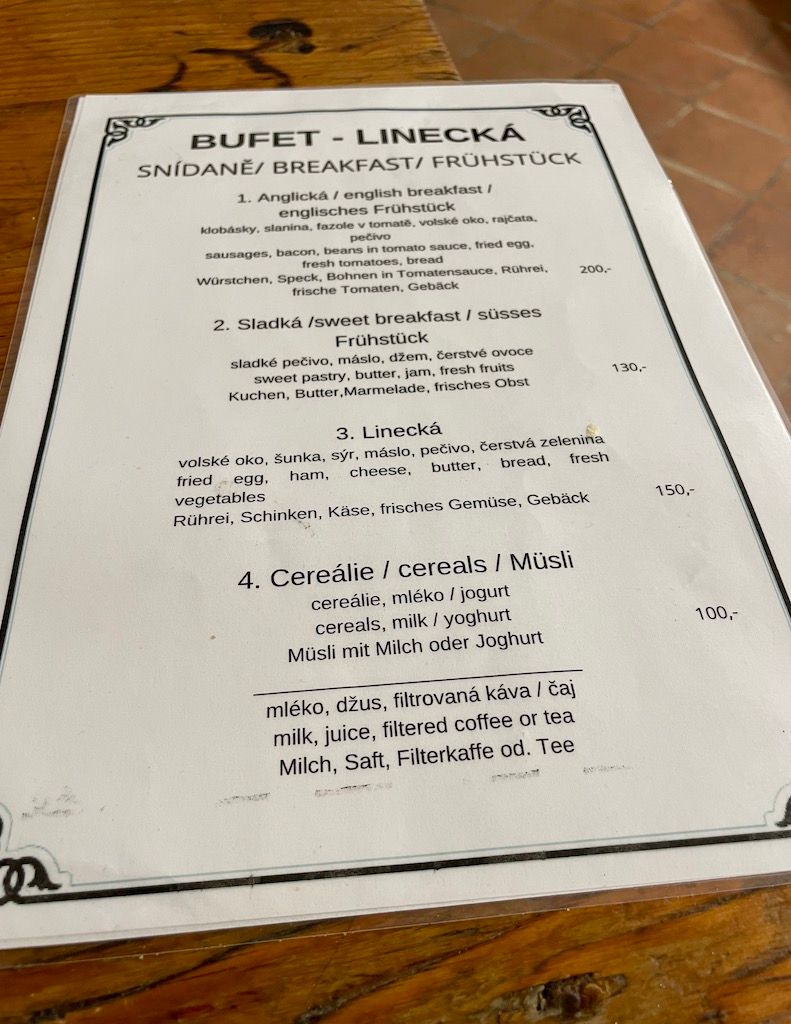 BUFET - LINECKÁ
SNÍDANĚ/ BREAKFAST/ FRÜHSTÜCK
1. Anglická / english breakfast /
englisches Frühstück
klobásky, slanina, fazole v tomatě, volské oko, rajčata,
pečivo
sausages, bacon, beans in tomato sauce, fried egg,
fresh tomatoes, bread
Würstchen, Speck, Bohnen in Tomatensauce, Rührei,
frische Tomaten, Gebäck
200,-
2. Sladká /sweet breakfast / süsses
Frühstück
sladké pečivo, máslo, džem, čerstvé ovoce
sweet pastry, butter, jam, fresh fruits
Kuchen, Butter,Marmelade, frisches Obst
130,-
3. Linecká
volské oko, šunka, sýr, máslo, pečivo, čerstvá zelenina
fried egg, ham, cheese, butter, bread, fresh
vegetables
Rührei, Schinken, Käse, frisches Gemüse, Gebäck
150,-
4. Cereálie / cereals / Müsli
cereálie, mléko / jogurt
cereals, milk / yoghurt
Müsli mit Milch oder Joghurt
100,-
mléko, džus, filtrovaná káva / čaj
milk, juice, filtered coffee or tea
Milch, Saft, Filterkaffe od. Tee